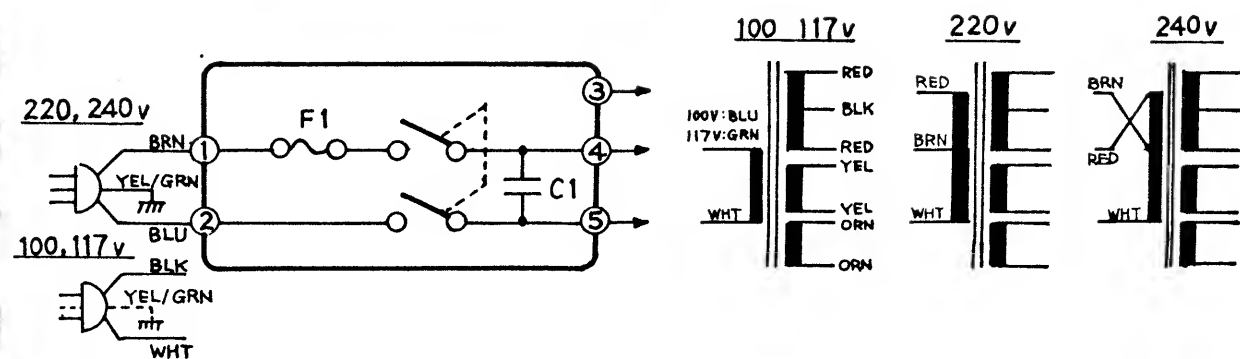 220, 240v
BRN
YEL/GRN
BLU
100, 117v
BLK
YEL/GRN
WHT
1
2
F1
C1
3
4
5
100 117v
100V:BLU
117V:GRN
WHT
RED
BLK
RED
YEL
YEL
ORN
ORN
220v
RED
BRN
WHT
240v
BRN
RED
WHT